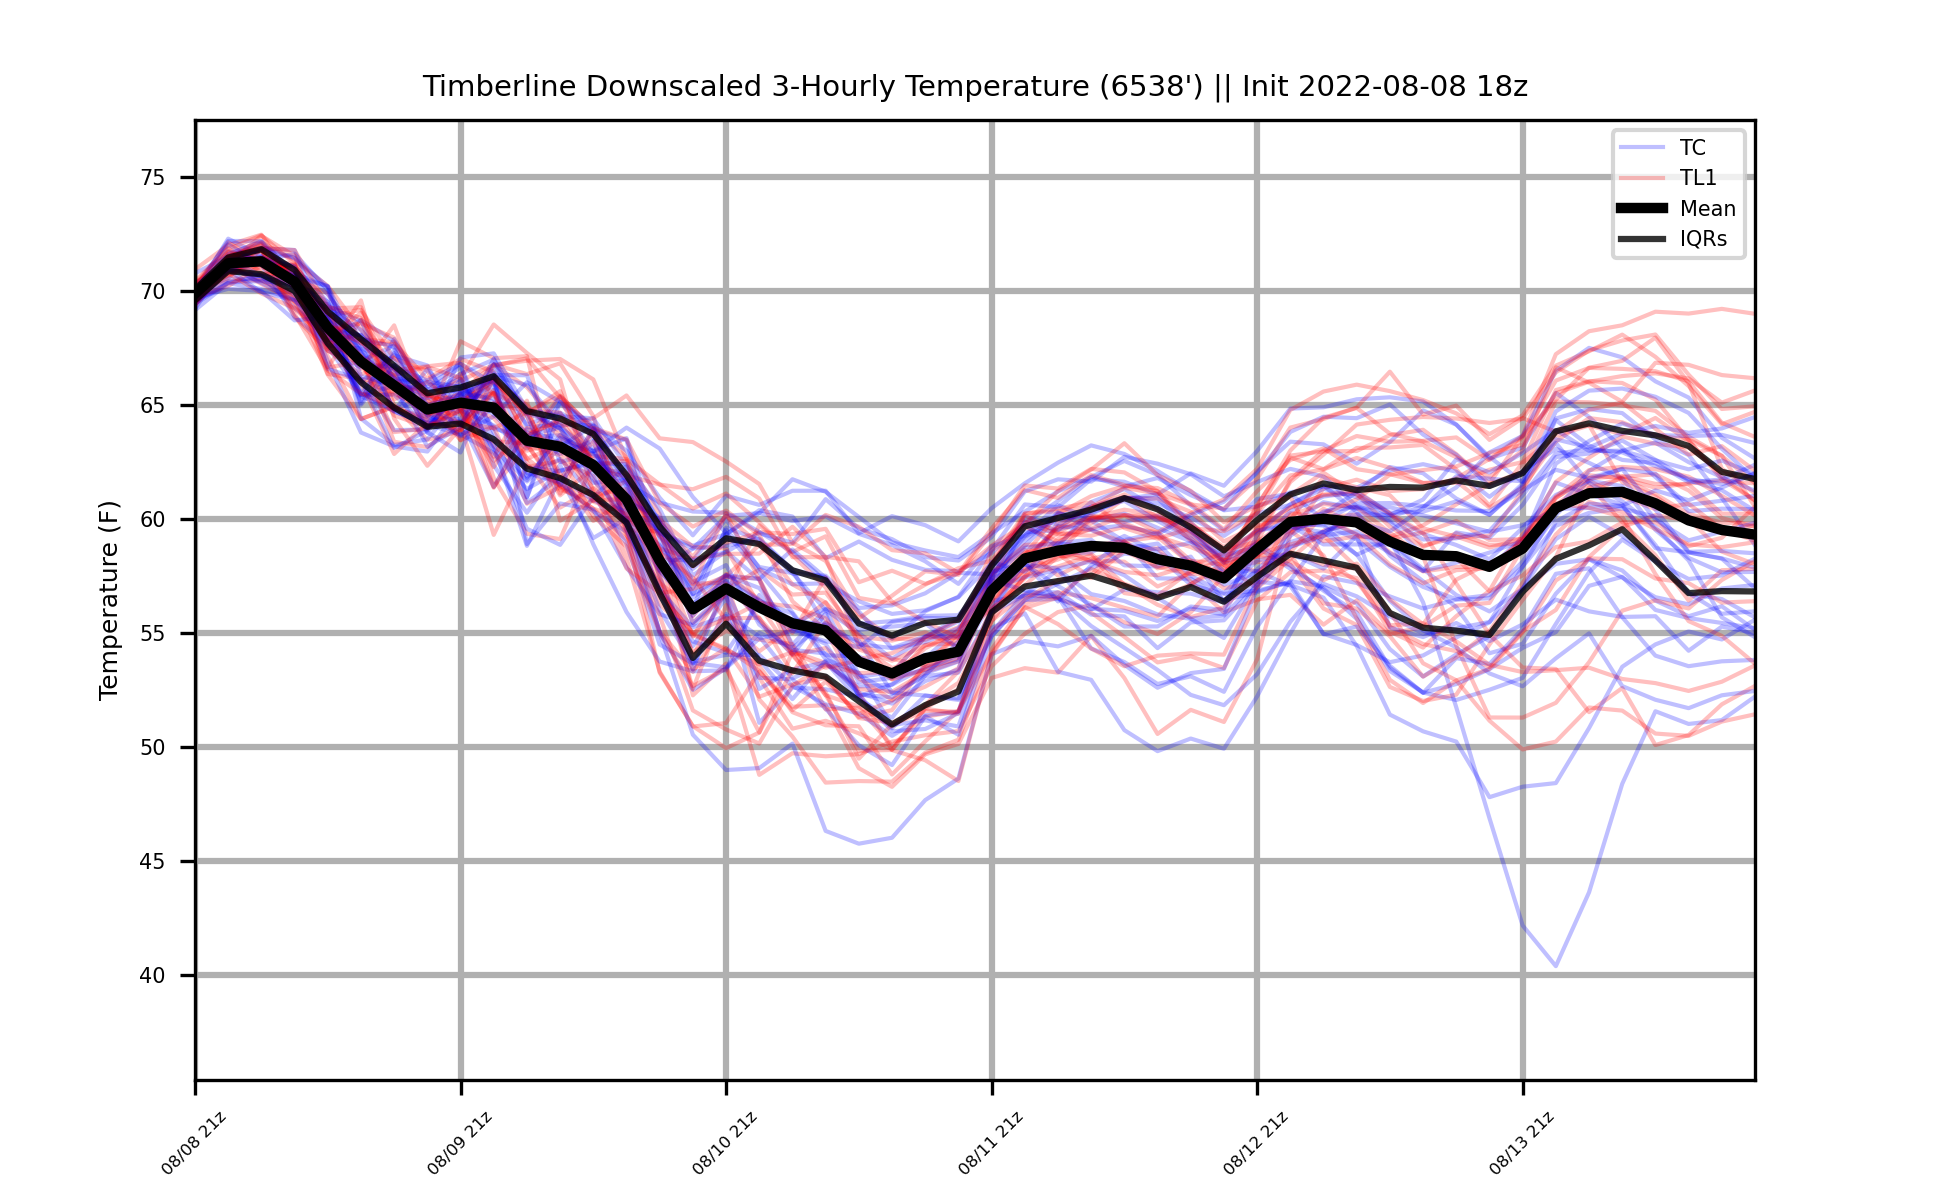 Timberline Downscaled 3-Hourly Temperature (6538') || Init 2022-08-08 18z
TC
TL1
Mean
IQRs
Temperature (F)
75
70
65
60
55
50
45
40
08/08 21z
08/09 21z
08/10 21z
08/11 21z
08/12 21z
08/13 21z